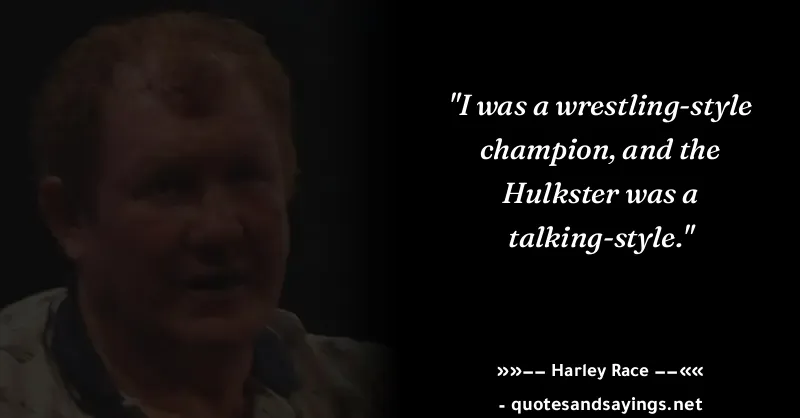 "I was a wrestling-style
champion, and the
Hulkster was a
talking-style."
»»−− Harley Race −−««
- quotesandsayings.net